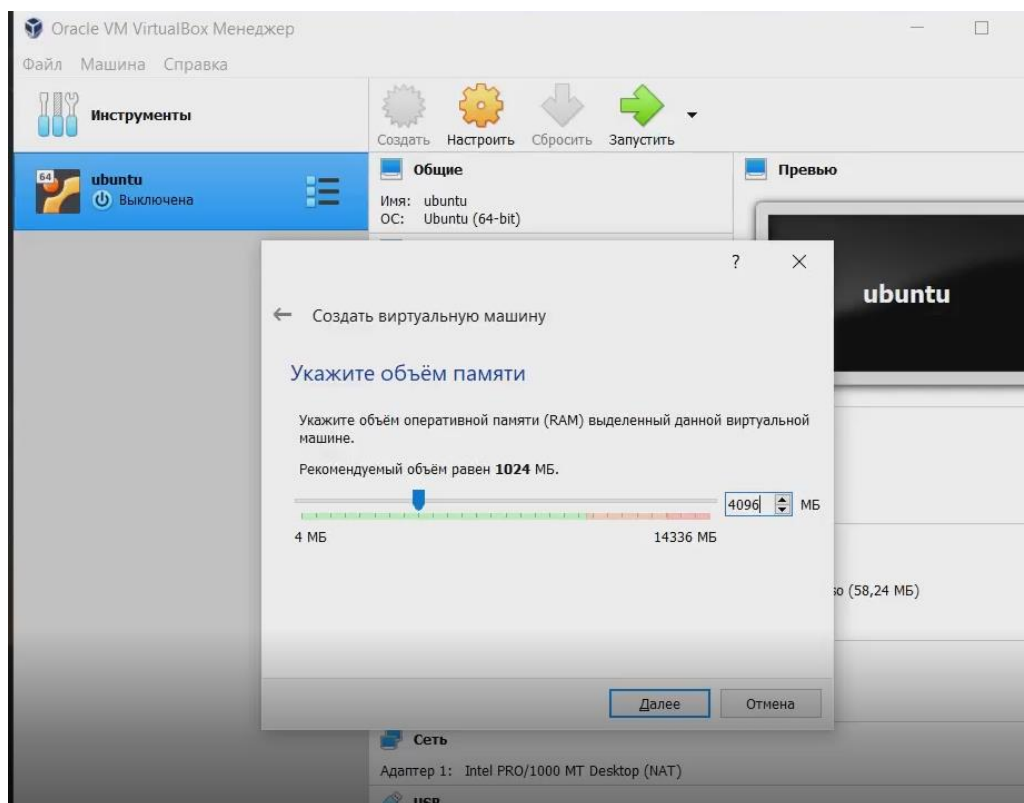 Oracle VM VirtualBox Менеджер
Файл Машина Справка
Инструменты
Создать Настроить Сбросить Запустить
64
ubuntu
Выключена
Общие
Имя: ubuntu
ОС: Ubuntu (64-bit)
Превью
ubuntu
?
Создать виртуальную машину
Укажите объём памяти
Укажите объём оперативной памяти (RAM) выделенный данной виртуальной
машине.
Рекомендуемый объём равен 1024 МБ.
4096 МБ
4 МБ 14336 МБ
so (58,24 МБ)
Далее Отмена
Сеть
Адаптер 1: Intel PRO/1000 MT Desktop (NAT)
USB